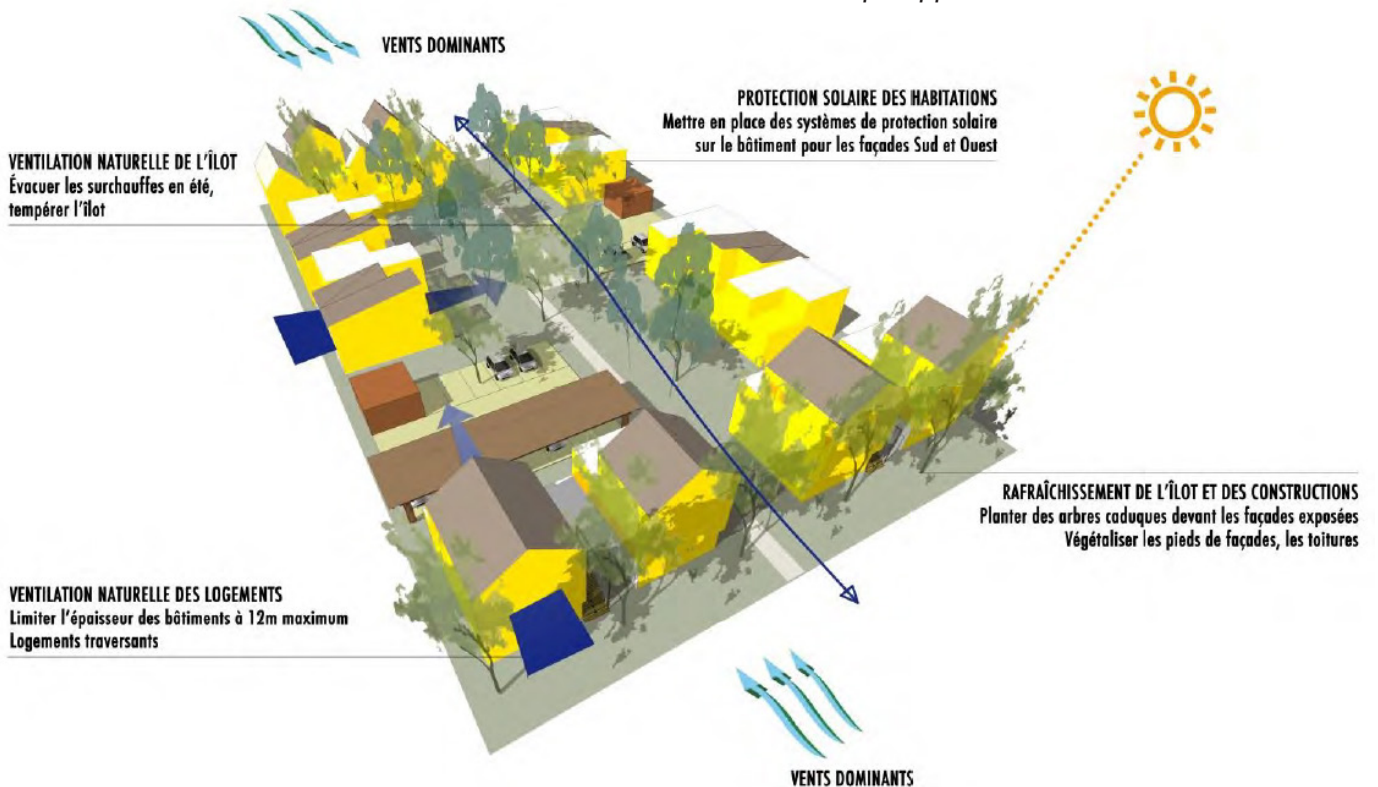 VENTS DOMINANTS
PROTECTION SOLAIRE DES HABITATIONS
Mettre en place des systèmes de protection solaire
sur le bâtiment pour les façades Sud et Ouest
VENTILATION NATURELLE DE L'ÎLOT
Évacuer les surchauffes en été,
tempérer l'îlot
RAFRAÎCHISSEMENT DE L'ÎLOT ET DES CONSTRUCTIONS
Planter des arbres caduques devant les façades exposées
Végétaliser les pieds de façades, les toitures
VENTILATION NATURELLE DES LOGEMENTS
Limiter l'épaisseur des bâtiments à 12m maximum
Logements traversants
VENTS DOMINANTS